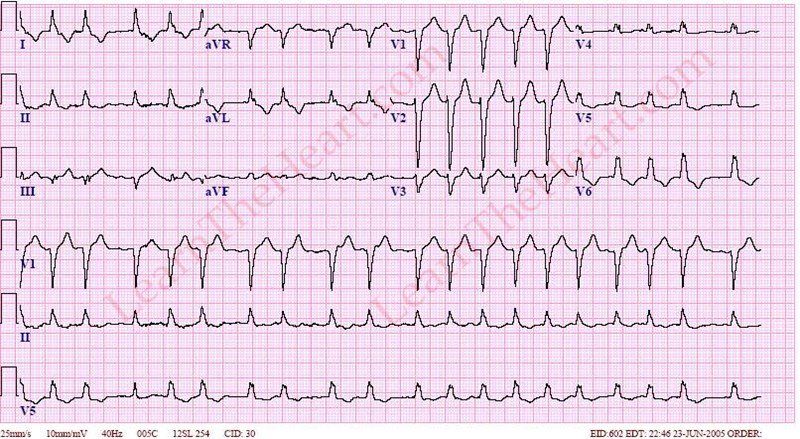 I aVR V1 V4
II aVL V2 V5
III aVF V3 V6
V1
II
V5
25mm/s 10mm/mV 40Hz 005C 12SL 254 CID: 30 EID:602 EDT: 22:46 23-JUN-2005 ORDER:
LearnTheHeart.com
LearnTheHeart.com